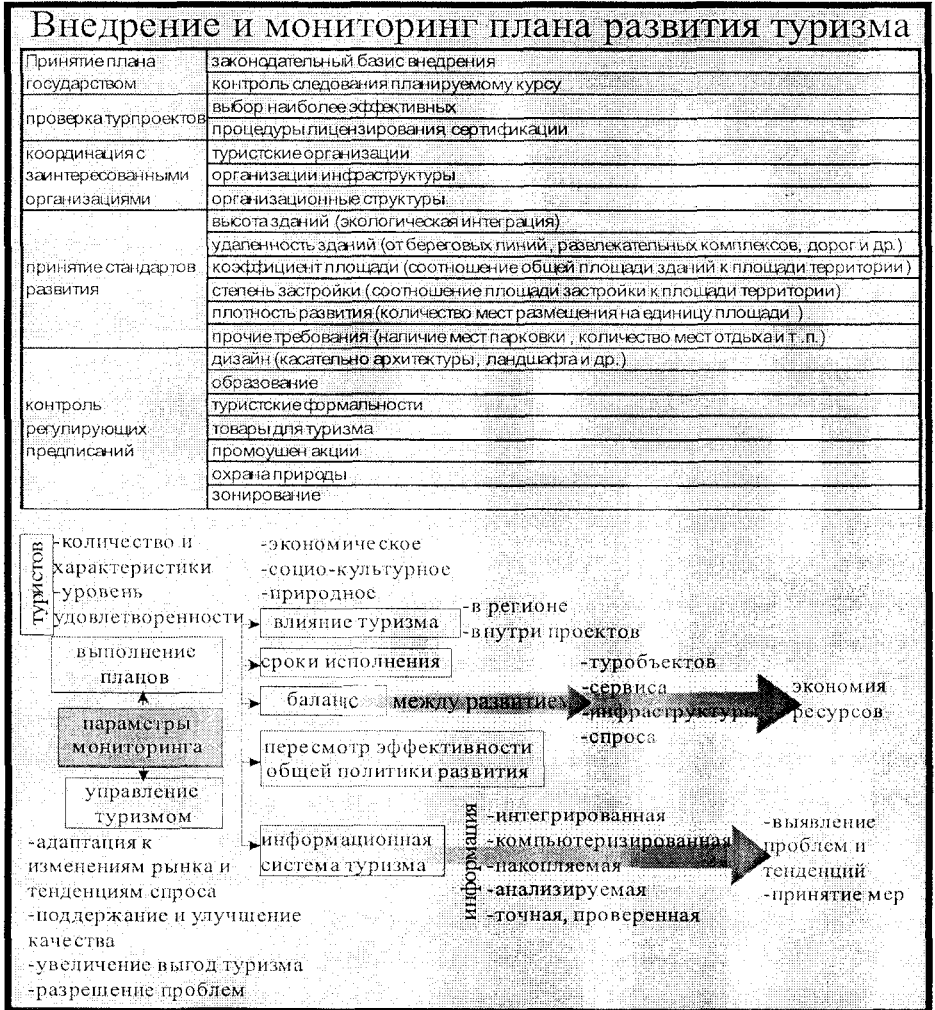 Внедрение и мониторинг плана развития туризма
Принятие плана
государством
законодательный базис внедрения
контроль следования планируемому курсу
проверка турпроектов
выбор наиболее эффективных
процедуры лицензирования сертификации
координация с
заинтересованными
организациями
туристские организации
организации инфраструктуры
организационные структуры
принятие стандартов
развития
высота зданий (экологическая интеграция)
удаленность зданий (от береговых линий, развлекательных комплексов, дорог и др.)
коэффициент площади (соотношение общей площади зданий к площади территории)
степень застройки (соотношение площади застройки к площади территории)
плотность развития (количество мест размещения на единицу площади )
прочие требования (наличие мест парковки , количество мест отдыха и т .п.)
контроль
регулирующих
предписаний
дизайн (касательно архитектуры, ландшафта и др.)
образование
туристские формальности
товары для туризма
промоушен акции
охрана природы
зонирование
туристов
-количество и
характеристики
-уровень
удовлетворенности
-экономическое
-социо-культурное
-природное
влияние туризма
-в регионе
-внутри проектов
выполнение
планов
сроки исполнения
баланс между развитием
-туробъектов
-сервиса
-инфраструктуры
-спроса
экономия
ресурсов
параметры
мониторинга
пересмотр эффективности
общей политики развития
управление
туризмом
информационная
система туризма
информация
-интегрированная
-компьютеризированная
-накопляемая
-анализируемая
-точная, проверенная
-выявление
проблем и
тенденций
-принятие мер
-адаптация к
изменениям рынка и
тенденциям спроса
-поддержание и улучшение
качества
-увеличение выгод туризма
-разрешение проблем